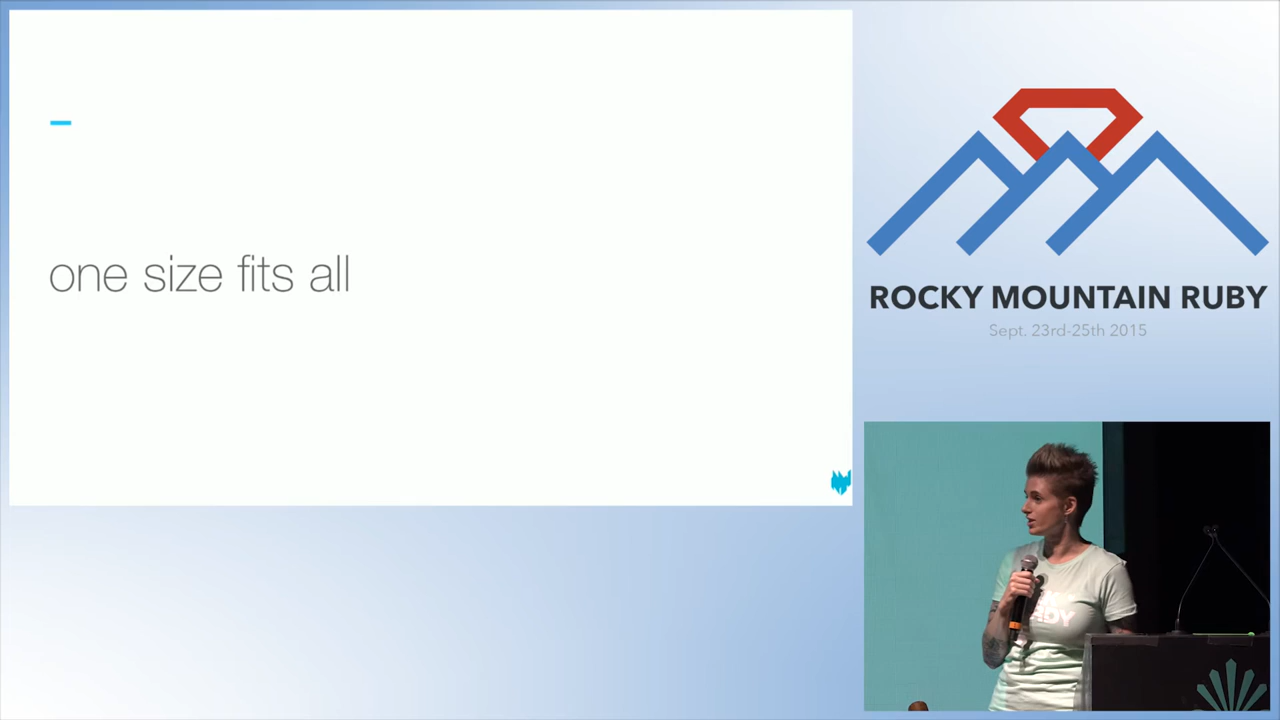 one size fits all
ROCKY MOUNTAIN RUBY
Sept. 23rd-25th 2015